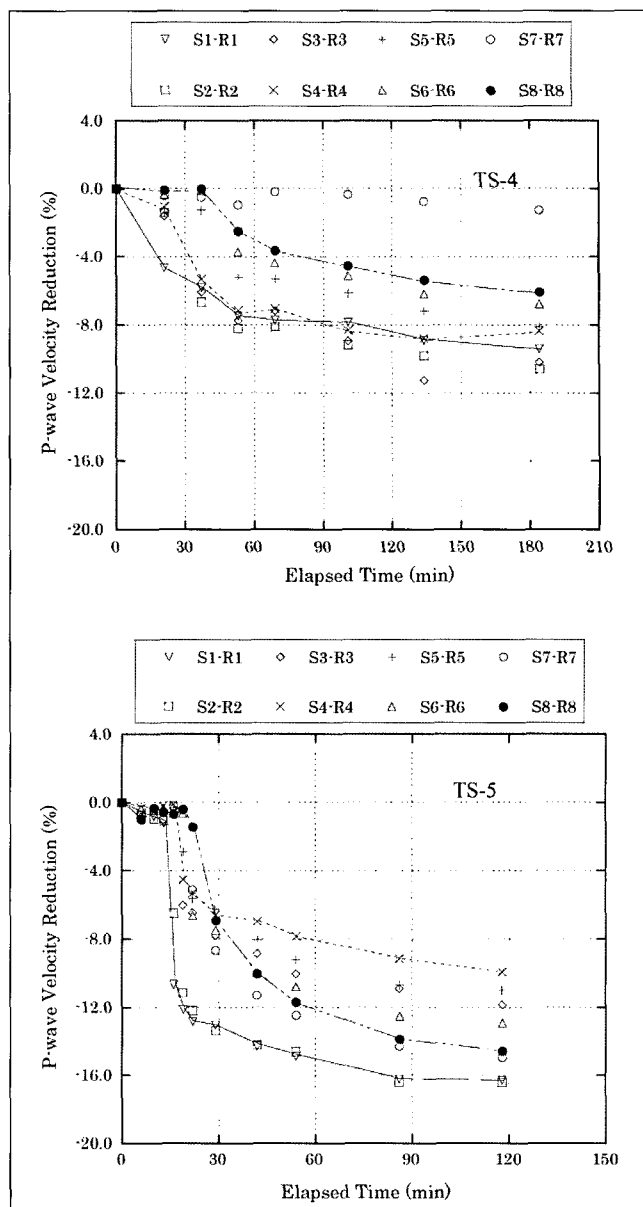 S1-R1 S3-R3 S5-R5 S7-R7
S2-R2 S4-R4 S6-R6 S8-R8
4.0
0.0
-4.0
-8.0
-12.0
-16.0
-20.0
P-wave Velocity Reduction (%)
TS-4
0 30 60 90 120 150 180 210
Elapsed Time (min)
S1-R1 S3-R3 S5-R5 S7-R7
S2-R2 S4-R4 S6-R6 S8-R8
4.0
0.0
-4.0
-8.0
-12.0
-16.0
-20.0
P-wave Velocity Reduction (%)
TS-5
0 30 60 90 120 150
Elapsed Time (min)